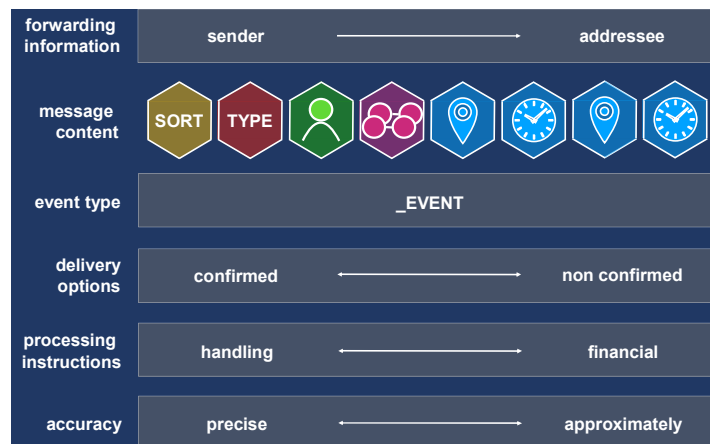 forwarding
information
sender
addressee
message
content
SORT
TYPE
event type
_EVENT
delivery
options
confirmed
non confirmed
processing
instructions
handling
financial
accuracy
precise
approximately